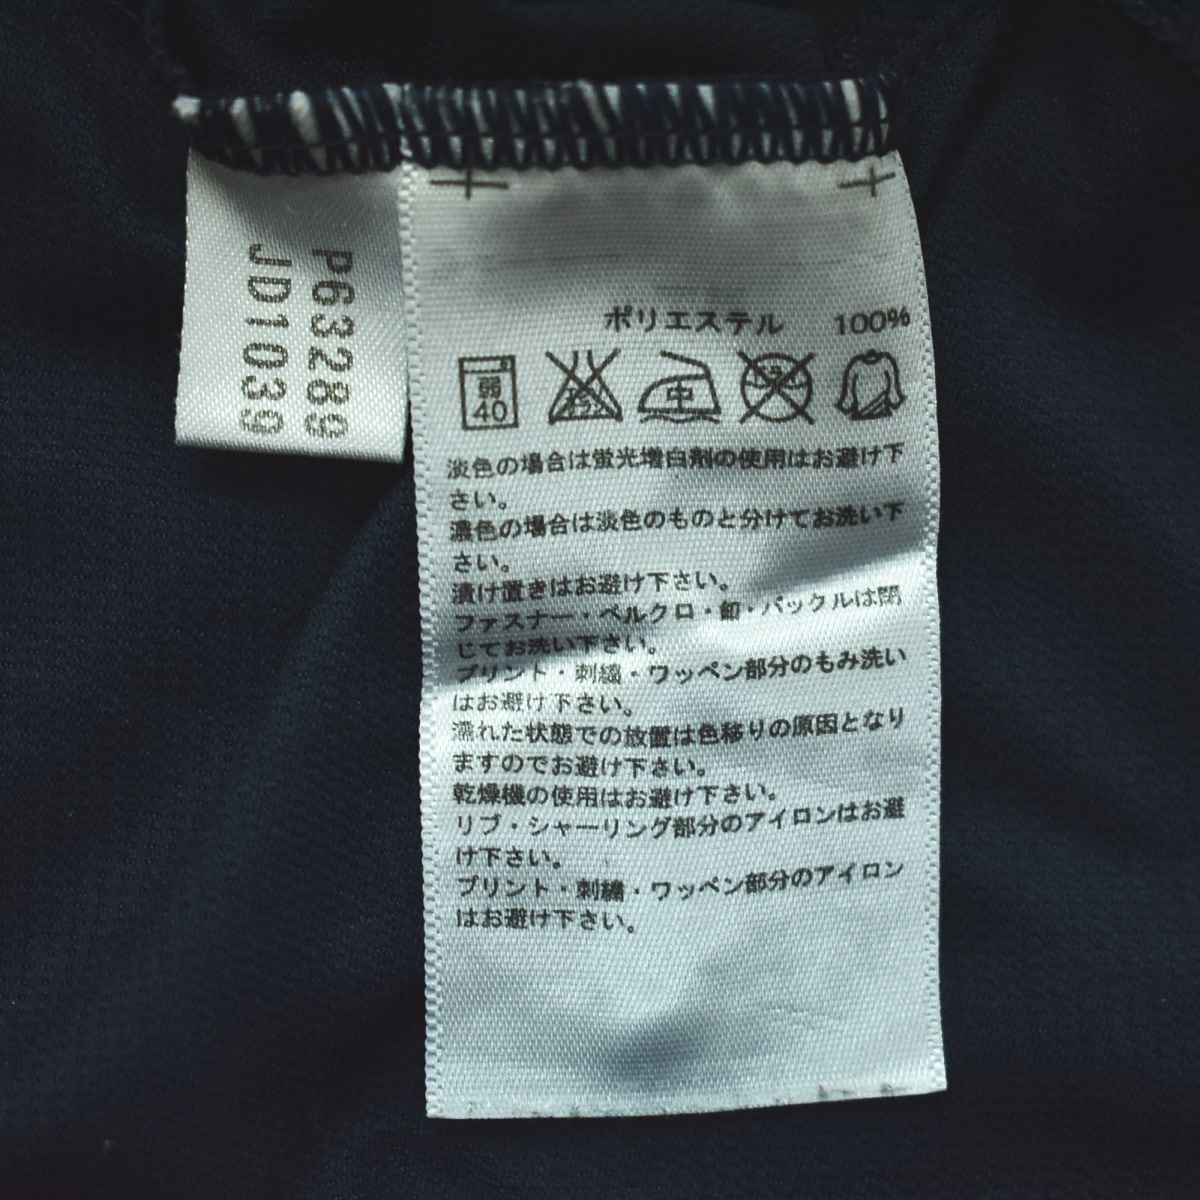 P63289
JD1039
ポリエステル 100%
弱
40
エンソ
サラシ
中
淡色の場合は蛍光増白剤の使用はお避け下
さい。
濃色の場合は淡色のものと分けてお洗い下
さい。
漬け置きはお避け下さい。
ファスナー・ベルクロ・釦・バックルは閉
じてお洗い下さい。
プリント・刺繍・ワッペン部分のもみ洗い
はお避け下さい。
濡れた状態での放置は色移りの原因となり
ますのでお避け下さい。
乾燥機の使用はお避け下さい。
リブ・シャーリング部分のアイロンはお避
け下さい。
プリント・刺繍・ワッペン部分のアイロン
はお避け下さい。